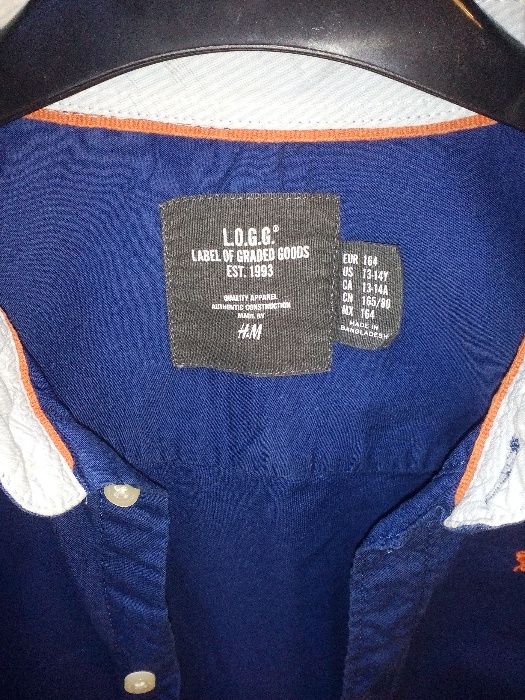 L.O.G.G.®
LABEL OF GRADED GOODS
EST. 1993
QUALITY APPAREL
AUTHENTIC CONSTRUCTION
MADE BY
H&M
EUR 164
US 13-14Y
CA 13-14A
CN 165/80
MX 164
MADE IN
BANGLADESH